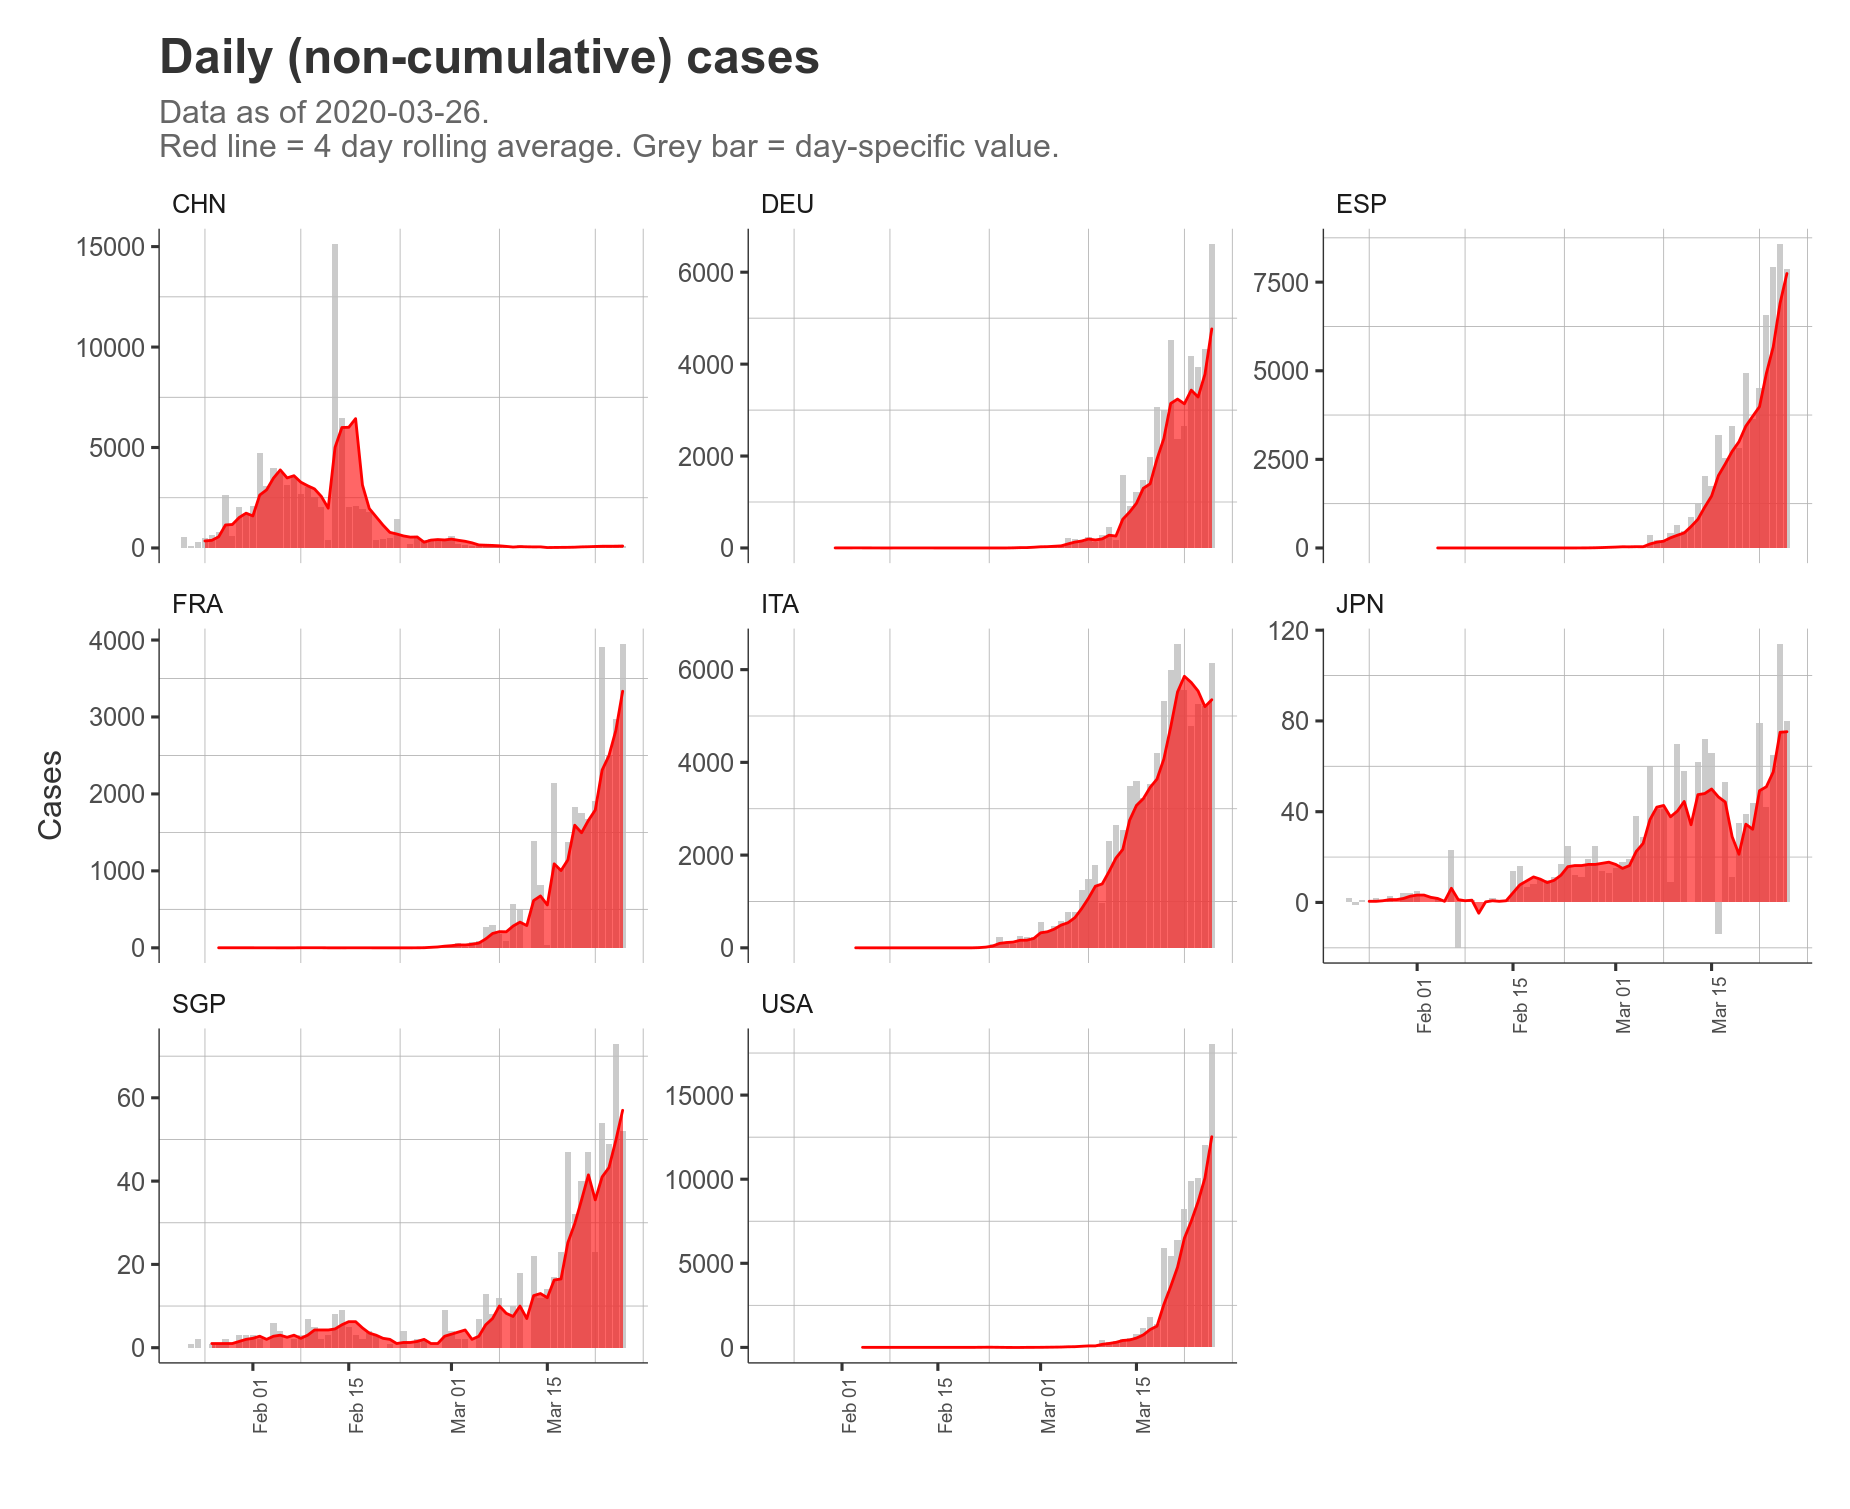 Daily (non-cumulative) cases
Data as of 2020-03-26.
Red line = 4 day rolling average. Grey bar = day-specific value.
Cases
CHN
15000
10000
5000
0
DEU
6000
4000
2000
0
ESP
7500
5000
2500
0
FRA
4000
3000
2000
1000
0
ITA
6000
4000
2000
0
JPN
120
80
40
0
Feb 01
Feb 15
Mar 01
Mar 15
SGP
60
40
20
0
Feb 01
Feb 15
Mar 01
Mar 15
USA
15000
10000
5000
0
Feb 01
Feb 15
Mar 01
Mar 15